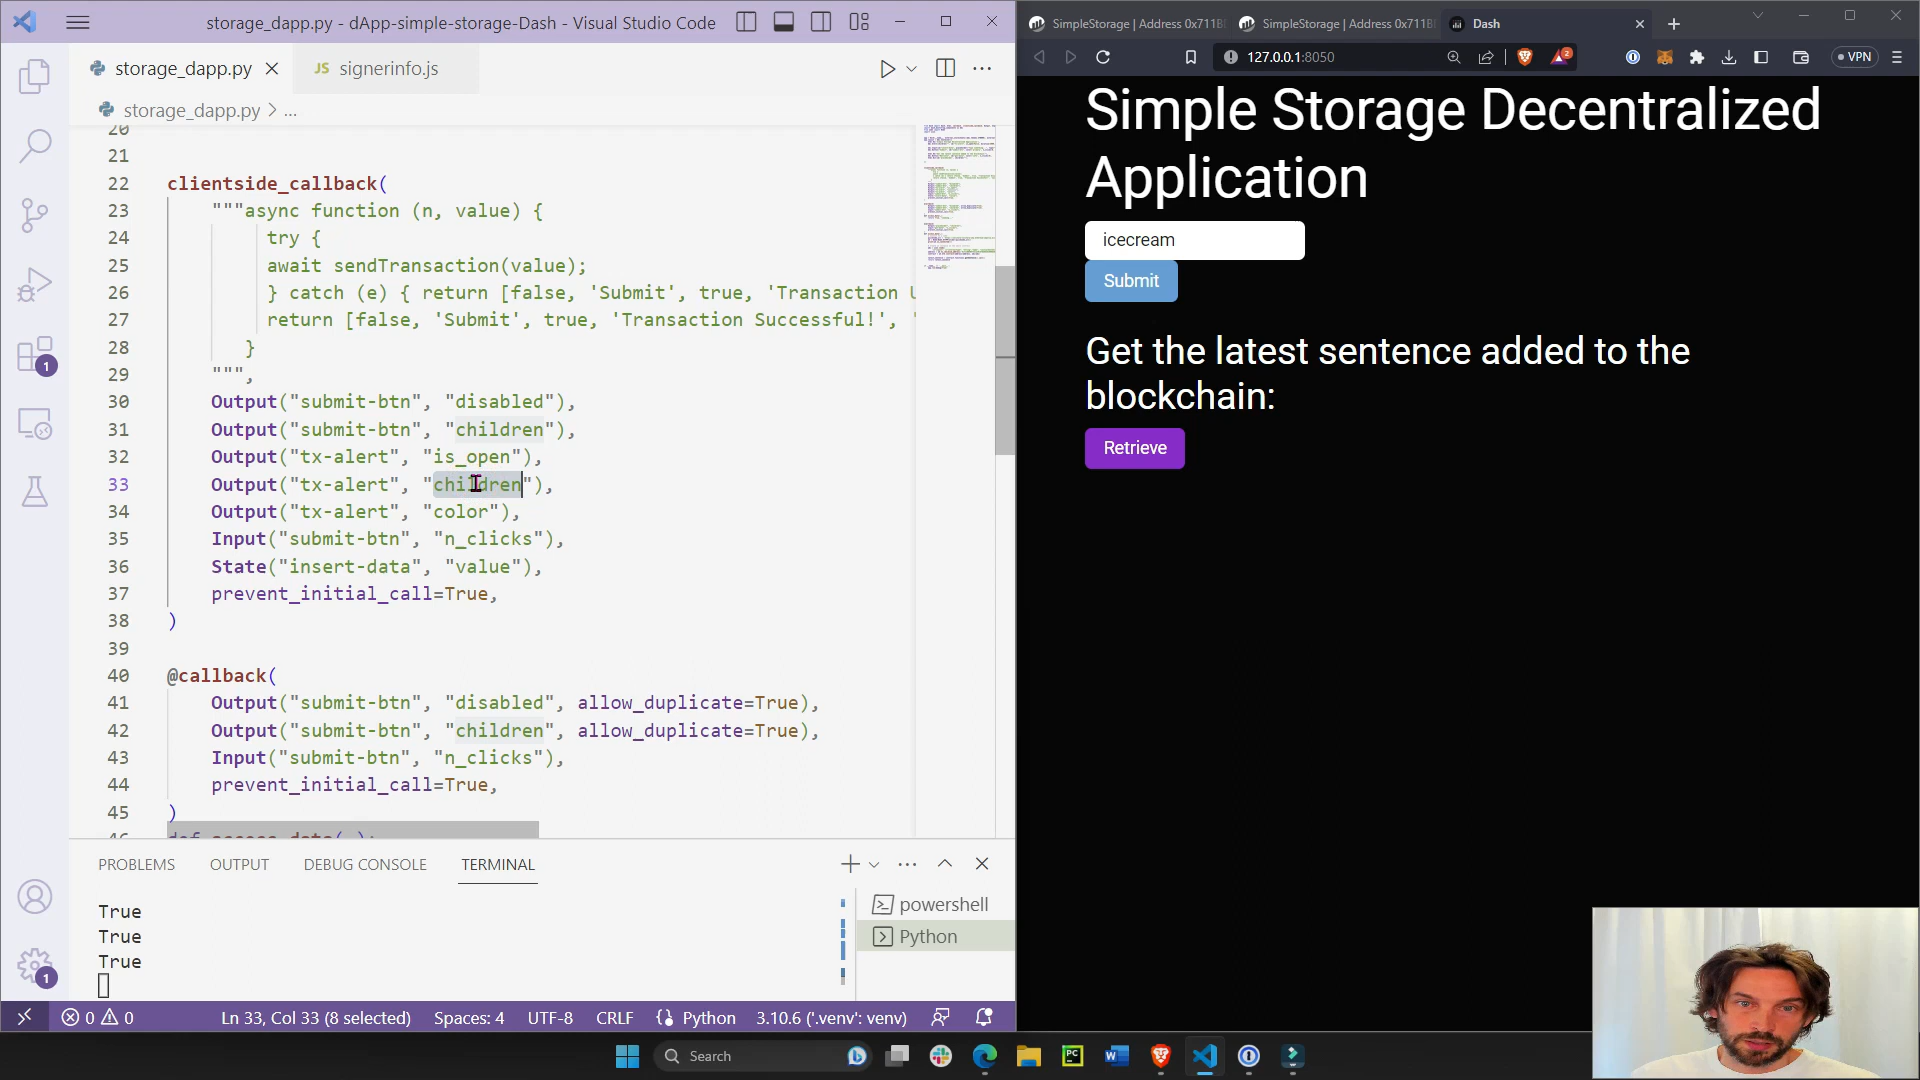 storage_dapp.py - dApp-simple-storage-Dash - Visual Studio Code
storage_dapp.py
JS signerinfo.js
storage_dapp.py > ...
20
21
22 clientside_callback(
23 """async function (n, value) {
24 try {
25 await sendTransaction(value);
26 } catch (e) { return [false, 'Submit', true, 'Transaction
27 return [false, 'Submit', true, 'Transaction Successful!', '
28 }
29 """,
30 Output("submit-btn", "disabled"),
31 Output("submit-btn", "children"),
32 Output("tx-alert", "is_open"),
33 Output("tx-alert", "children"),
34 Output("tx-alert", "color"),
35 Input("submit-btn", "n_clicks"),
36 State("insert-data", "value"),
37 prevent_initial_call=True,
38 )
39
40 @callback(
41 Output("submit-btn", "disabled", allow_duplicate=True),
42 Output("submit-btn", "children", allow_duplicate=True),
43 Input("submit-btn", "n_clicks"),
44 prevent_initial_call=True,
45 )
PROBLEMS OUTPUT DEBUG CONSOLE TERMINAL
True
True
True
powershell
Python
1
1
0 0 Ln 33, Col 33 (8 selected) Spaces: 4 UTF-8 CRLF Python 3.10.6 ('.venv': venv)
SimpleStorage | Address 0x711B
SimpleStorage | Address 0x711B
Dash
127.0.0.1:8050
2
VPN
Simple Storage Decentralized
Application
icecream
Submit
Get the latest sentence added to the
blockchain:
Retrieve
Search